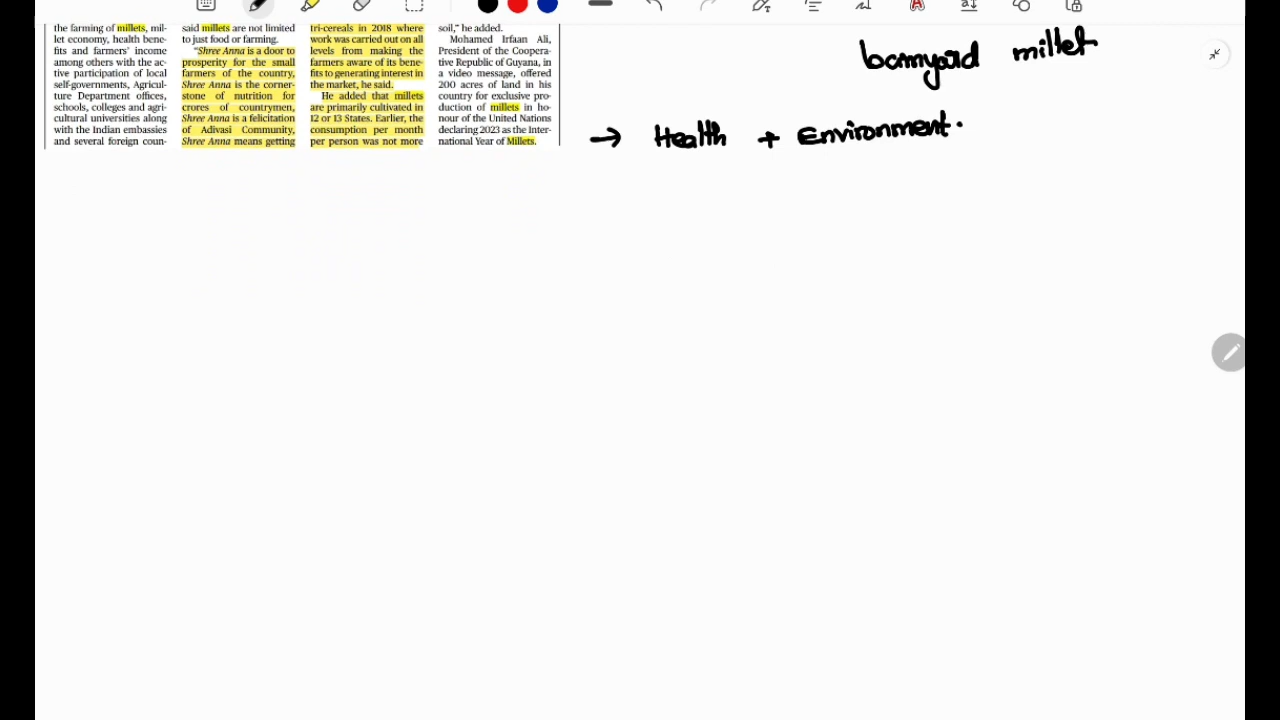 the farming of millets, mil-
let economy, health bene-
fits and farmers' income
among others with the ac-
tive participation of local
self-governments, Agricul-
ture Department offices,
schools, colleges and agri-
cultural universities along
with the Indian embassies
and several foreign coun-
said millets are not limited
to just food or farming.
"Shree Anna is a door to
prosperity for the small
farmers of the country,
Shree Anna is the corner-
stone of nutrition for
crores of countrymen,
Shree Anna is a felicitation
of Adivasi Community,
Shree Anna means getting
tri-cereals in 2018 where
work was carried out on all
levels from making the
farmers aware of its bene-
fits to generating interest in
the market, he said.
He added that millets
are primarily cultivated in
12 or 13 States. Earlier, the
consumption per month
per person was not more
soil," he added.
Mohamed Irfaan Ali,
President of the Coopera-
tive Republic of Guyana, in
a video message, offered
200 acres of land in his
country for exclusive pro-
duction of millets in ho-
nour of the United Nations
declaring 2023 as the Inter-
national Year of Millets.
barnyard millet
→ Health + Environment.